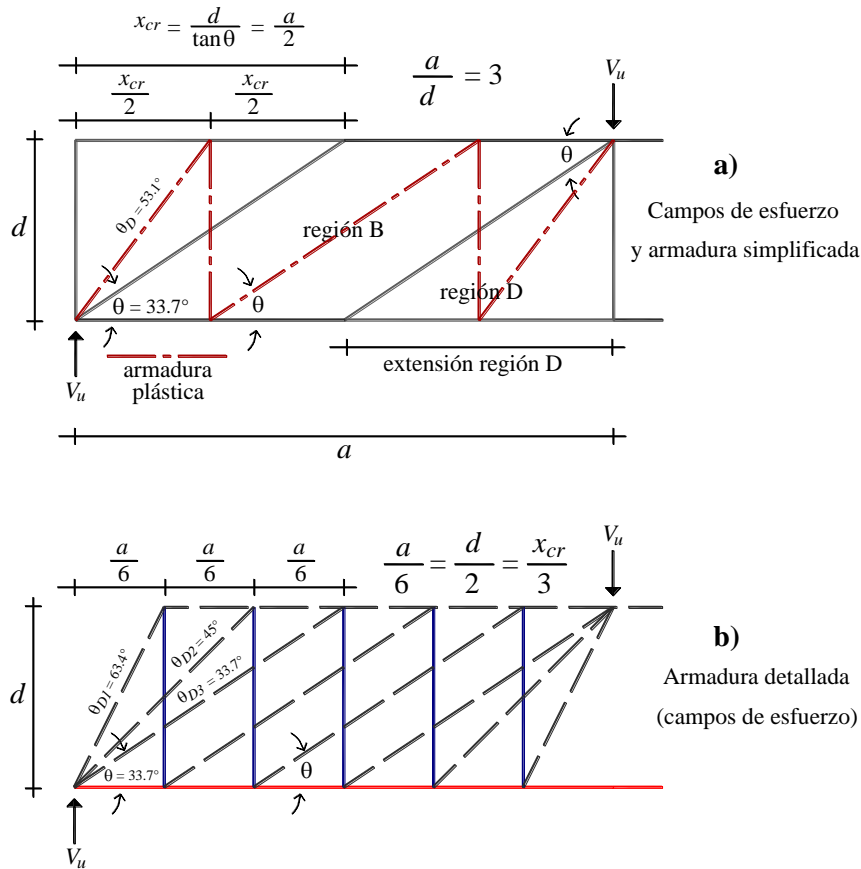 x_cr = d/tanθ = a/2
x_cr/2 x_cr/2
a/d = 3
V_u
d
θ_D = 53.1°
θ = 33.7°
θ
región B
región D
θ
a)
Campos de esfuerzo
y armadura simplificada
V_u
armadura
plástica
extensión región D
a
a/6 a/6 a/6
a/6 = d/2 = x_cr/3
V_u
d
θ_D1 = 63.4°
θ_D2 = 45°
θ_D3 = 33.7°
θ = 33.7°
θ
b)
Armadura detallada
(campos de esfuerzo)
V_u